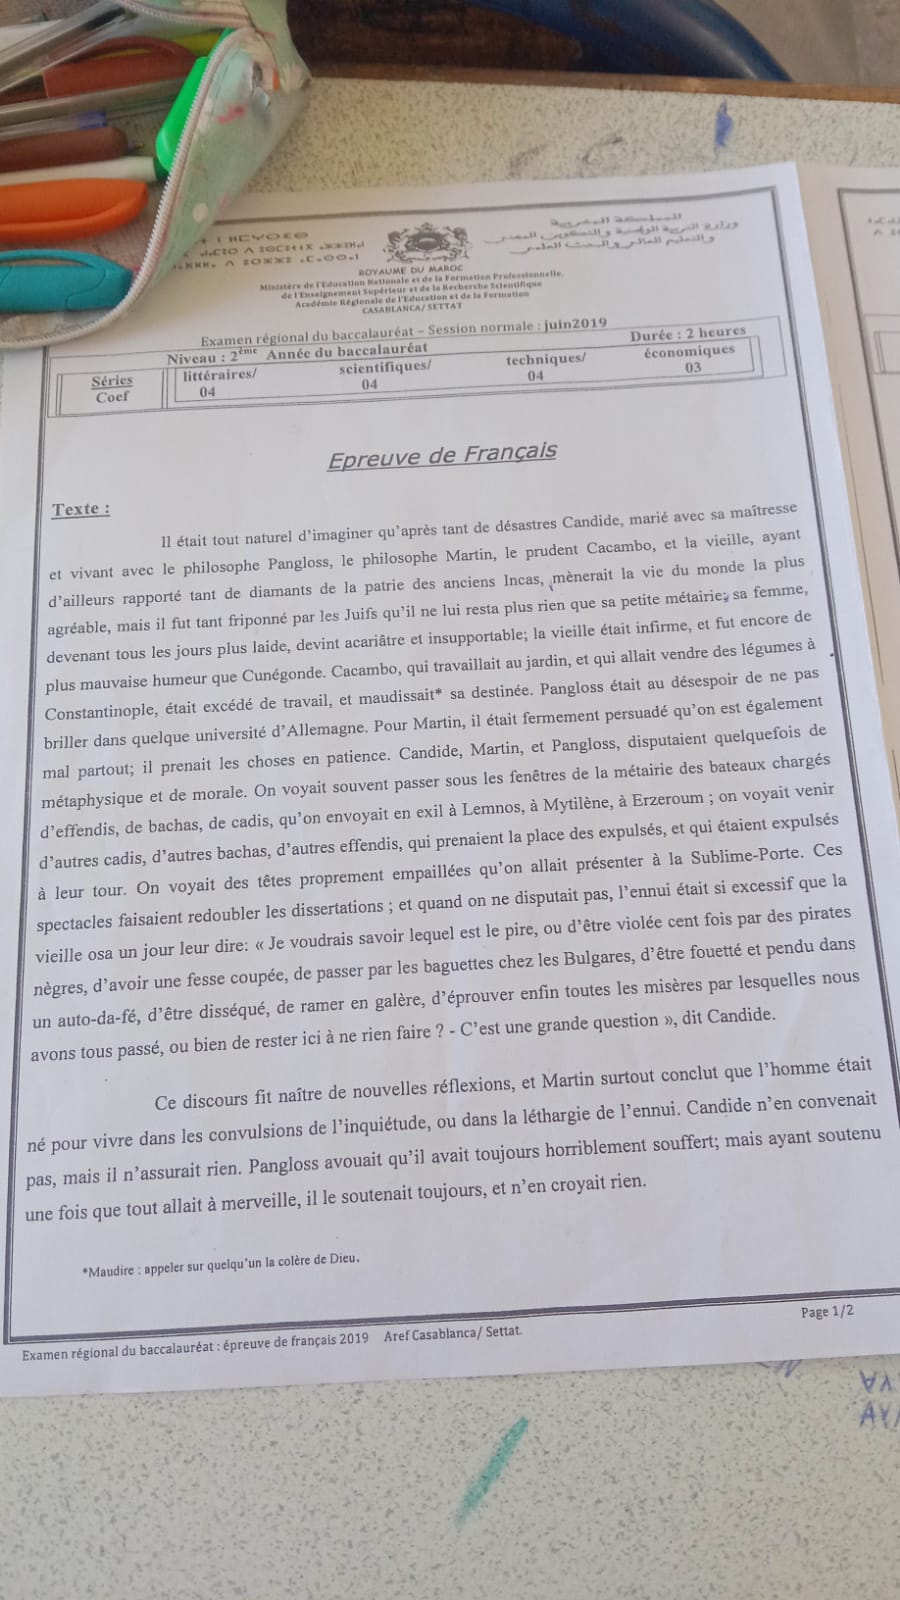 المملكة المغربية
وزارة التربية الوطنية والتكوين المهني
والتعليم العالي والبحث العلمي
ROYAUME DU MAROC
Ministère de l'Education Nationale et de la Formation Professionnelle,
de l'Enseignement Supérieur et de la Recherche Scientifique
Académie Régionale de l'Education et de la Formation
CASABLANCA/ SETTAT
Examen régional du baccalauréat – Session normale : juin2019
Niveau : 2ème Année du baccalauréat Durée : 2 heures
Séries littéraires/ scientifiques/ techniques/ économiques
Coef 04 04 04 03
Epreuve de Français
Texte :
Il était tout naturel d'imaginer qu'après tant de désastres Candide, marié avec sa maîtresse
et vivant avec le philosophe Pangloss, le philosophe Martin, le prudent Cacambo, et la vieille, ayant
d'ailleurs rapporté tant de diamants de la patrie des anciens Incas, mènerait la vie du monde la plus
agréable, mais il fut tant friponné par les Juifs qu'il ne lui resta plus rien que sa petite métairie; sa femme,
devenant tous les jours plus laide, devint acariâtre et insupportable; la vieille était infirme, et fut encore de
plus mauvaise humeur que Cunégonde. Cacambo, qui travaillait au jardin, et qui allait vendre des légumes à
Constantinople, était excédé de travail, et maudissait* sa destinée. Pangloss était au désespoir de ne pas
briller dans quelque université d'Allemagne. Pour Martin, il était fermement persuadé qu'on est également
mal partout; il prenait les choses en patience. Candide, Martin, et Pangloss, disputaient quelquefois de
métaphysique et de morale. On voyait souvent passer sous les fenêtres de la métairie des bateaux chargés
d'effendis, de bachas, de cadis, qu'on envoyait en exil à Lemnos, à Mytilène, à Erzeroum ; on voyait venir
d'autres cadis, d'autres bachas, d'autres effendis, qui prenaient la place des expulsés, et qui étaient expulsés
à leur tour. On voyait des têtes proprement empaillées qu'on allait présenter à la Sublime-Porte. Ces
spectacles faisaient redoubler les dissertations ; et quand on ne disputait pas, l'ennui était si excessif que la
vieille osa un jour leur dire: « Je voudrais savoir lequel est le pire, ou d'être violée cent fois par des pirates
nègres, d'avoir une fesse coupée, de passer par les baguettes chez les Bulgares, d'être fouetté et pendu dans
un auto-da-fé, d'être disséqué, de ramer en galère, d'éprouver enfin toutes les misères par lesquelles nous
avons tous passé, ou bien de rester ici à ne rien faire ? - C'est une grande question », dit Candide.
Ce discours fit naître de nouvelles réflexions, et Martin surtout conclut que l'homme était
né pour vivre dans les convulsions de l'inquiétude, ou dans la léthargie de l'ennui. Candide n'en convenait
pas, mais il n'assurait rien. Pangloss avouait qu'il avait toujours horriblement souffert; mais ayant soutenu
une fois que tout allait à merveille, il le soutenait toujours, et n'en croyait rien.
*Maudire : appeler sur quelqu'un la colère de Dieu.
Page 1/2
Examen régional du baccalauréat : épreuve de français 2019 Aref Casablanca/ Settat.